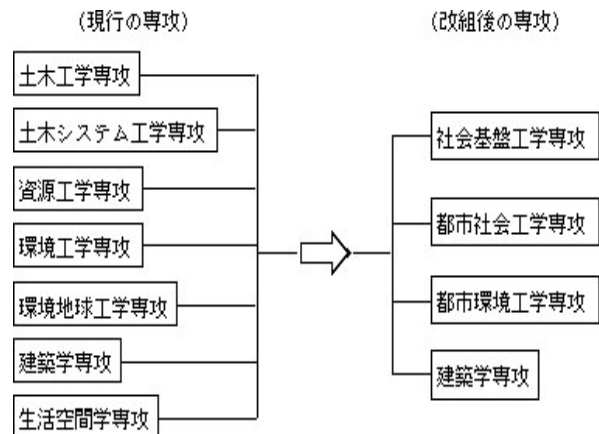 (現行の専攻)
土木工学専攻
土木システム工学専攻
資源工学専攻
環境工学専攻
環境地球工学専攻
建築学専攻
生活空間学専攻
(改組後の専攻)
社会基盤工学専攻
都市社会工学専攻
都市環境工学専攻
建築学専攻